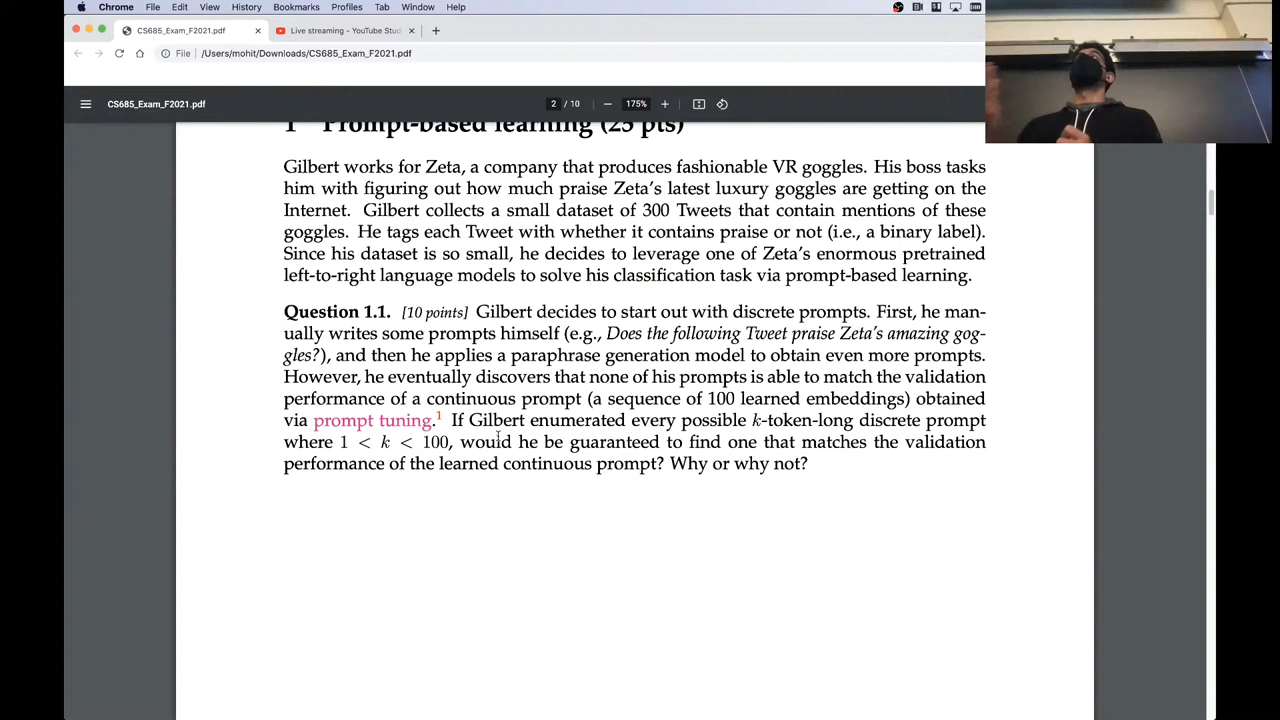 Chrome File Edit View History Bookmarks Profiles Tab Window Help
CS685_Exam_F2021.pdf × Live streaming - YouTube Stud × +
File /Users/mohit/Downloads/CS685_Exam_F2021.pdf
CS685_Exam_F2021.pdf 2 / 10 − 175% +
1 Prompt-based learning (25 pts)
Gilbert works for Zeta, a company that produces fashionable VR goggles. His boss tasks
him with figuring out how much praise Zeta's latest luxury goggles are getting on the
Internet. Gilbert collects a small dataset of 300 Tweets that contain mentions of these
goggles. He tags each Tweet with whether it contains praise or not (i.e., a binary label).
Since his dataset is so small, he decides to leverage one of Zeta's enormous pretrained
left-to-right language models to solve his classification task via prompt-based learning.
Question 1.1. [10 points] Gilbert decides to start out with discrete prompts. First, he man-
ually writes some prompts himself (e.g., Does the following Tweet praise Zeta's amazing gog-
gles?), and then he applies a paraphrase generation model to obtain even more prompts.
However, he eventually discovers that none of his prompts is able to match the validation
performance of a continuous prompt (a sequence of 100 learned embeddings) obtained
via prompt tuning.1 If Gilbert enumerated every possible k-token-long discrete prompt
where 1 < k < 100, would he be guaranteed to find one that matches the validation
performance of the learned continuous prompt? Why or why not?